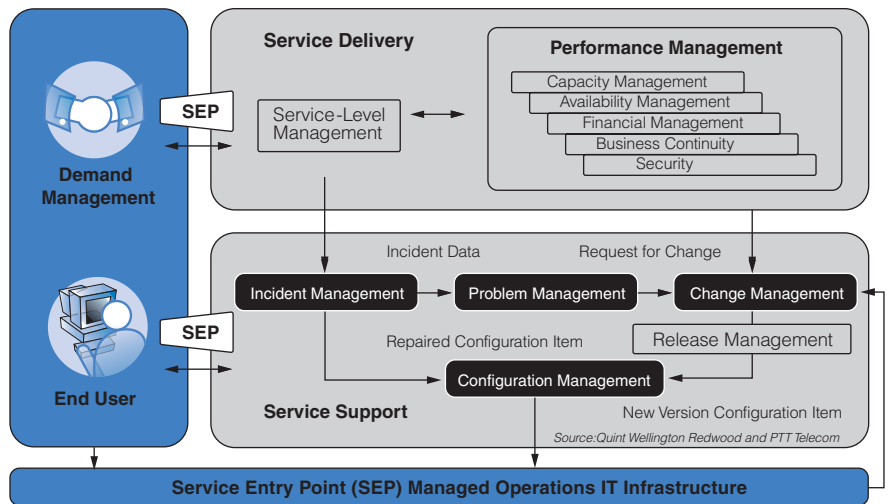 Service Delivery
Performance Management
Capacity Management
Availability Management
Financial Management
Business Continuity
Security
SEP
Service-Level
Management
Demand
Management
Incident Data
Request for Change
Incident Management
Problem Management
Change Management
SEP
Repaired Configuration Item
Release Management
Configuration Management
End User
Service Support
New Version Configuration Item
Source:Quint Wellington Redwood and PTT Telecom
Service Entry Point (SEP) Managed Operations IT Infrastructure